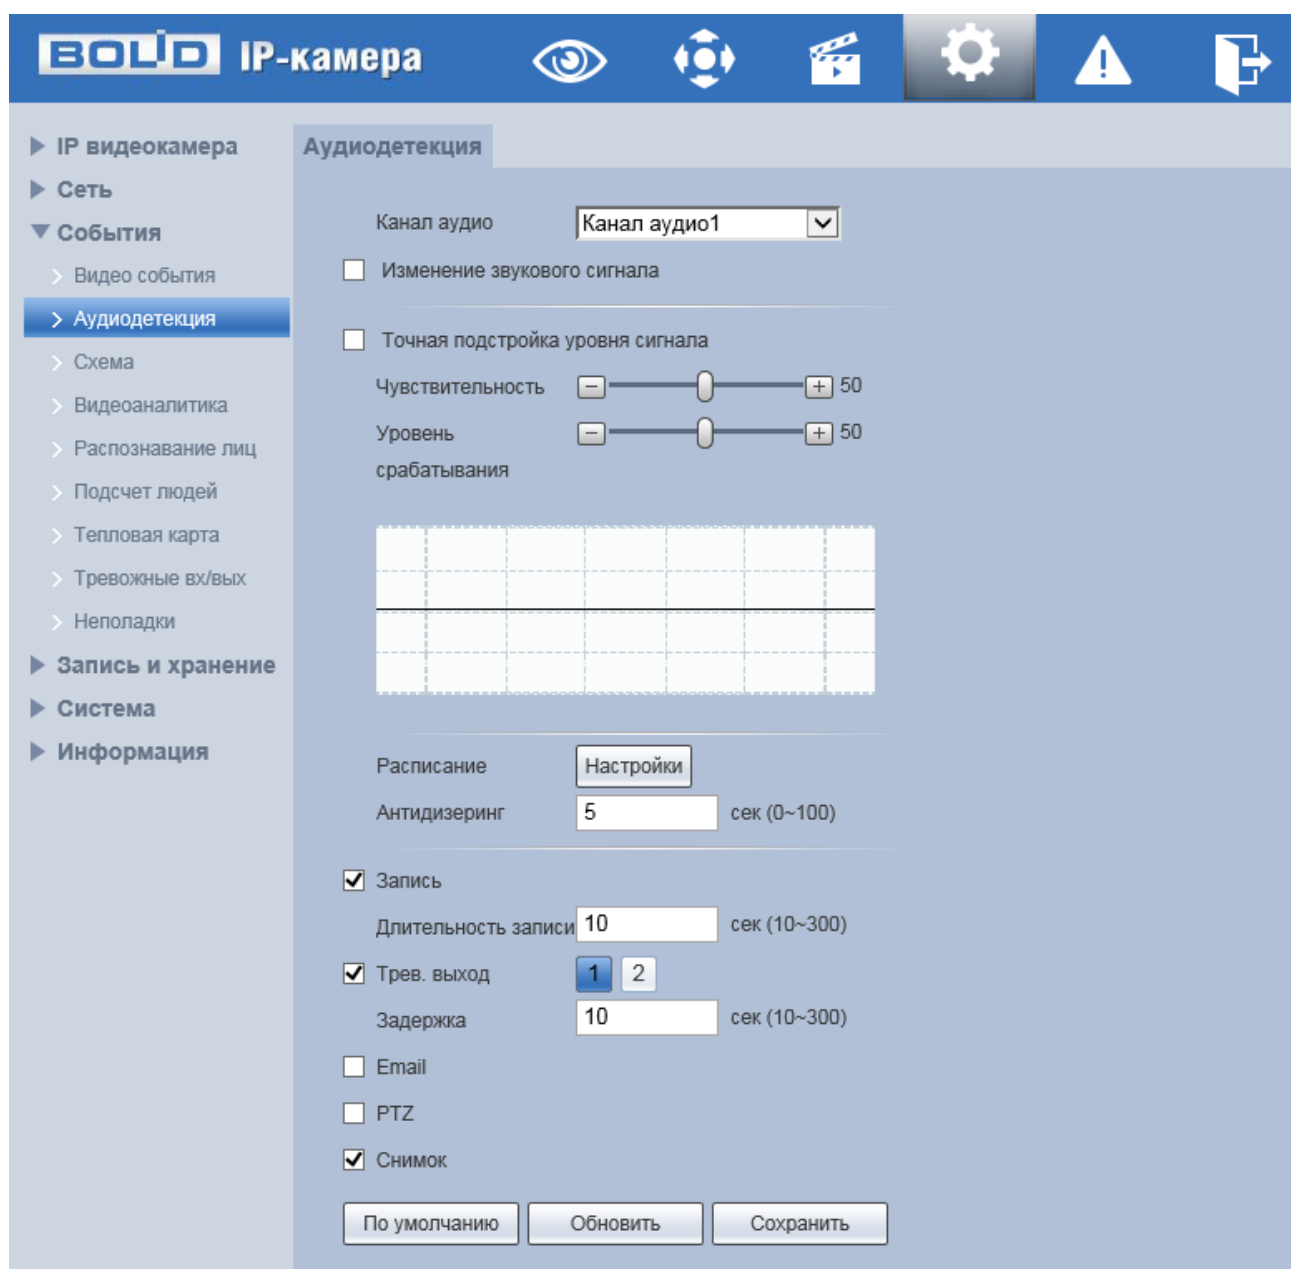 BOLID IP-камера
IP видеокамера
Сеть
События
Видео события
Аудиодетекция
Схема
Видеоаналитика
Распознавание лиц
Подсчет людей
Тепловая карта
Тревожные вх/вых
Неполадки
Запись и хранение
Система
Информация
Аудиодетекция
Канал аудио Канал аудио1
Изменение звукового сигнала
Точная подстройка уровня сигнала
Чувствительность 50
Уровень 50
срабатывания
Расписание Настройки
Антидизеринг 5 сек (0~100)
Запись
Длительность записи 10 сек (10~300)
Трев. выход 1 2
Задержка 10 сек (10~300)
Email
PTZ
Снимок
По умолчанию Обновить Сохранить